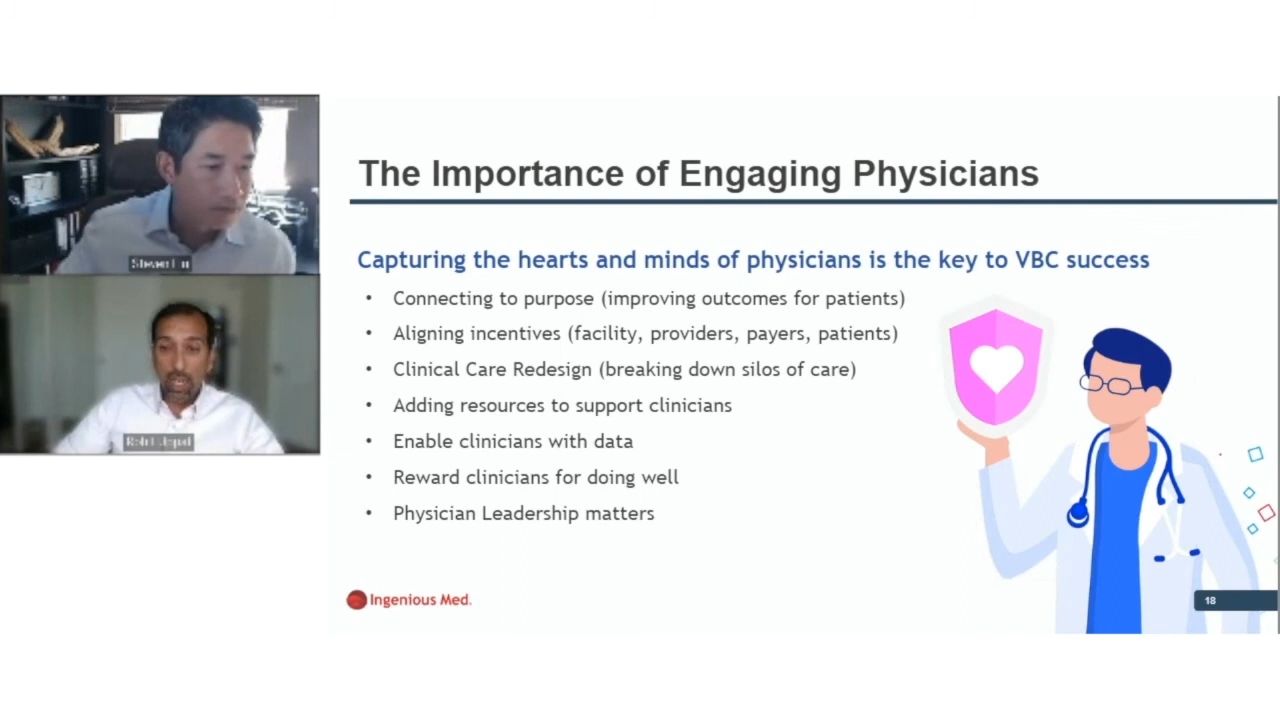 Steven
The Importance of Engaging Physicians
Capturing the hearts and minds of physicians is the key to VBC success
• Connecting to purpose (improving outcomes for patients)
• Aligning incentives (facility, providers, payers, patients)
• Clinical Care Redesign (breaking down silos of care)
• Adding resources to support clinicians
• Enable clinicians with data
• Reward clinicians for doing well
• Physician Leadership matters
Ingenious Med.
18